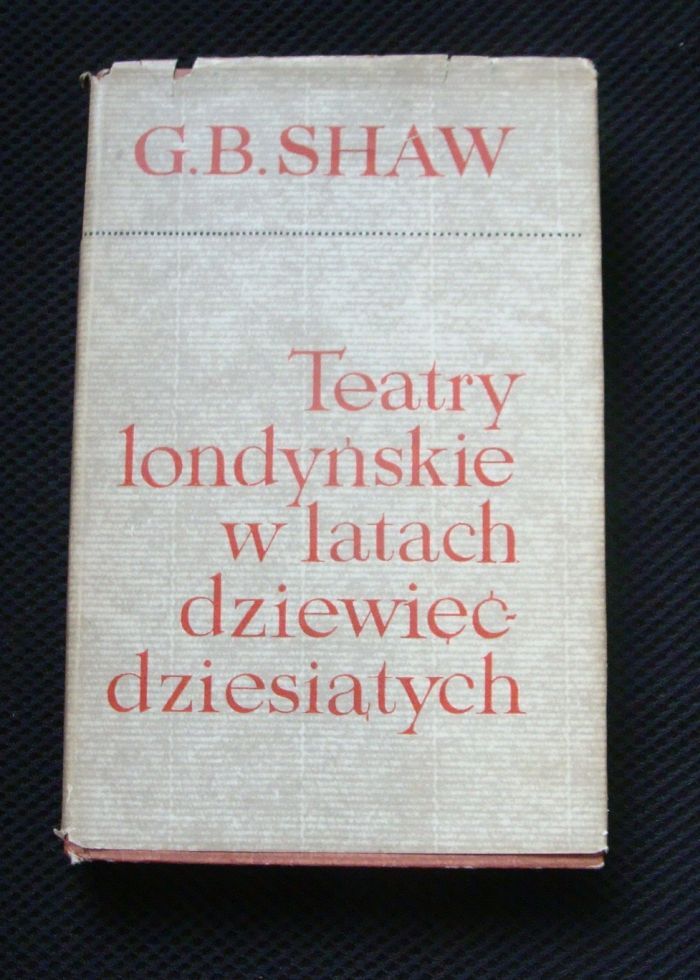 G.B. SHAW
Teatry
londyńskie
w latach
dziewięć-
dziesiątych